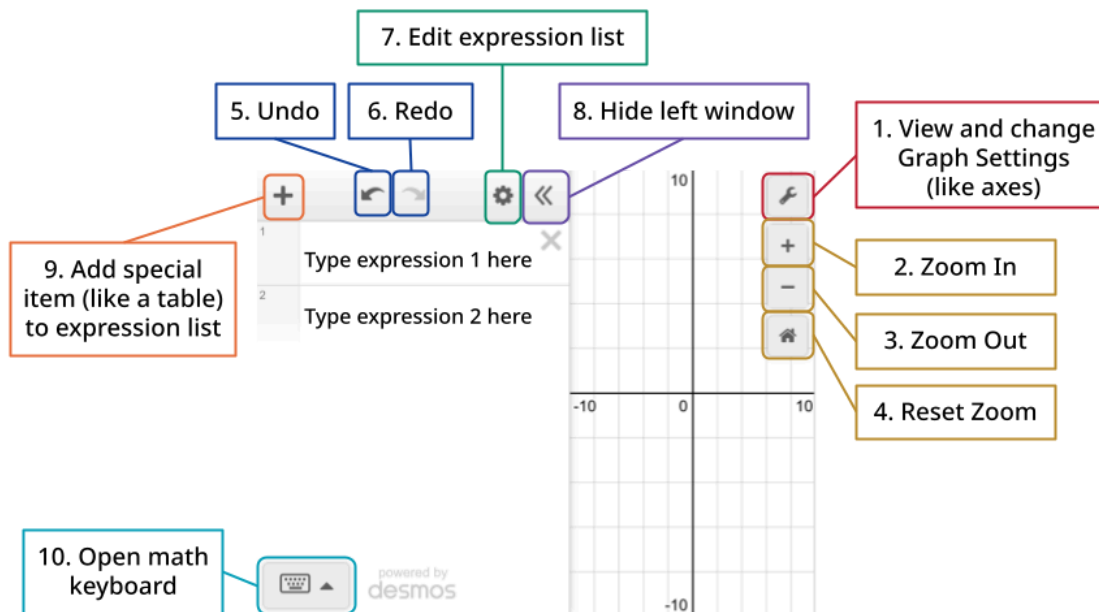 7. Edit expression list
5. Undo
6. Redo
8. Hide left window
1. View and change
Graph Settings
(like axes)
10
+
+
1
Type expression 1 here
2. Zoom In
9. Add special
item (like a table)
to expression list
2
Type expression 2 here
−
3. Zoom Out
-10
0
10
4. Reset Zoom
10. Open math
keyboard
powered by
desmos
-10